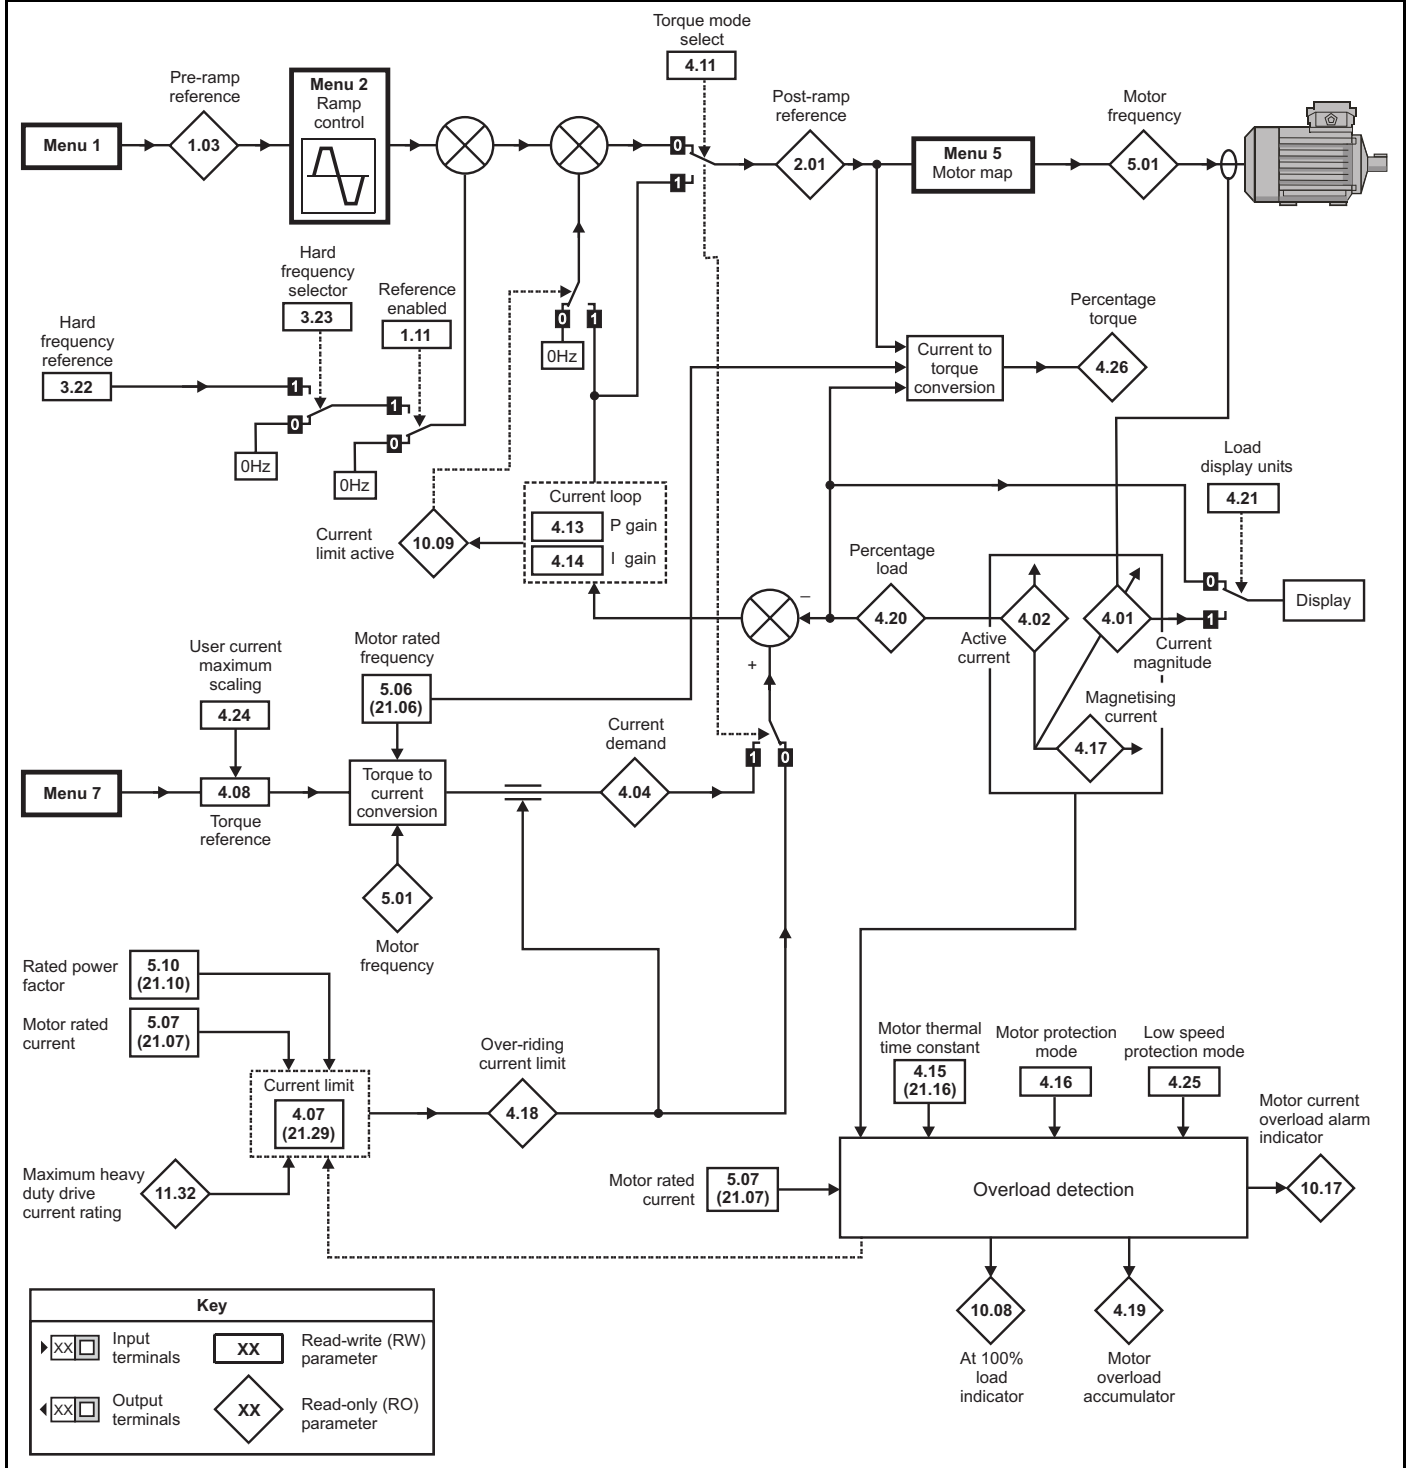 Torque mode
select
4.11
Pre-ramp
reference
Menu 1
1.03
Menu 2
Ramp
control
0
1
Post-ramp
reference
2.01
Menu 5
Motor map
Motor
frequency
5.01
Hard
frequency
selector
3.23
Reference
enabled
1.11
Hard
frequency
reference
3.22
1
0
0Hz
1
0
0Hz
0
1
0Hz
Current to
torque
conversion
Percentage
torque
4.26
Current
limit active
10.09
Current loop
4.13 P gain
4.14 I gain
Load
display units
4.21
0
1
Display
Percentage
load
4.20
–
+
4.02
Active
current
4.01
Current
magnitude
Magnetising
current
4.17
User current
maximum
scaling
4.24
Motor rated
frequency
5.06
(21.06)
Menu 7
4.08
Torque
reference
Torque to
current
conversion
Current
demand
4.04
1
0
5.01
Motor
frequency
Rated power
factor
5.10
(21.10)
Motor rated
current
5.07
(21.07)
Current limit
4.07
(21.29)
Over-riding
current limit
4.18
Maximum heavy
duty drive
current rating
11.32
Motor thermal
time constant
4.15
(21.16)
Motor protection
mode
4.16
Low speed
protection mode
4.25
Motor current
overload alarm
indicator
10.17
Motor rated
current
5.07
(21.07)
Overload detection
10.08
At 100%
load
indicator
4.19
Motor
overload
accumulator
Key
XX
Input
terminals
XX
Read-write (RW)
parameter
XX
Output
terminals
XX
Read-only (RO)
parameter